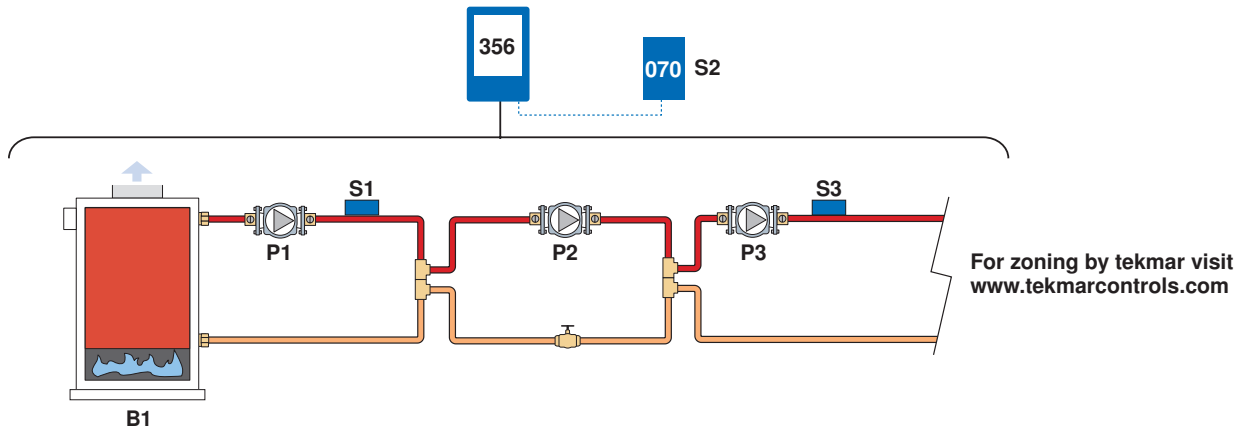 356
070 S2
S1
S3
P1
P2
P3
For zoning by tekmar visit
www.tekmarcontrols.com
B1